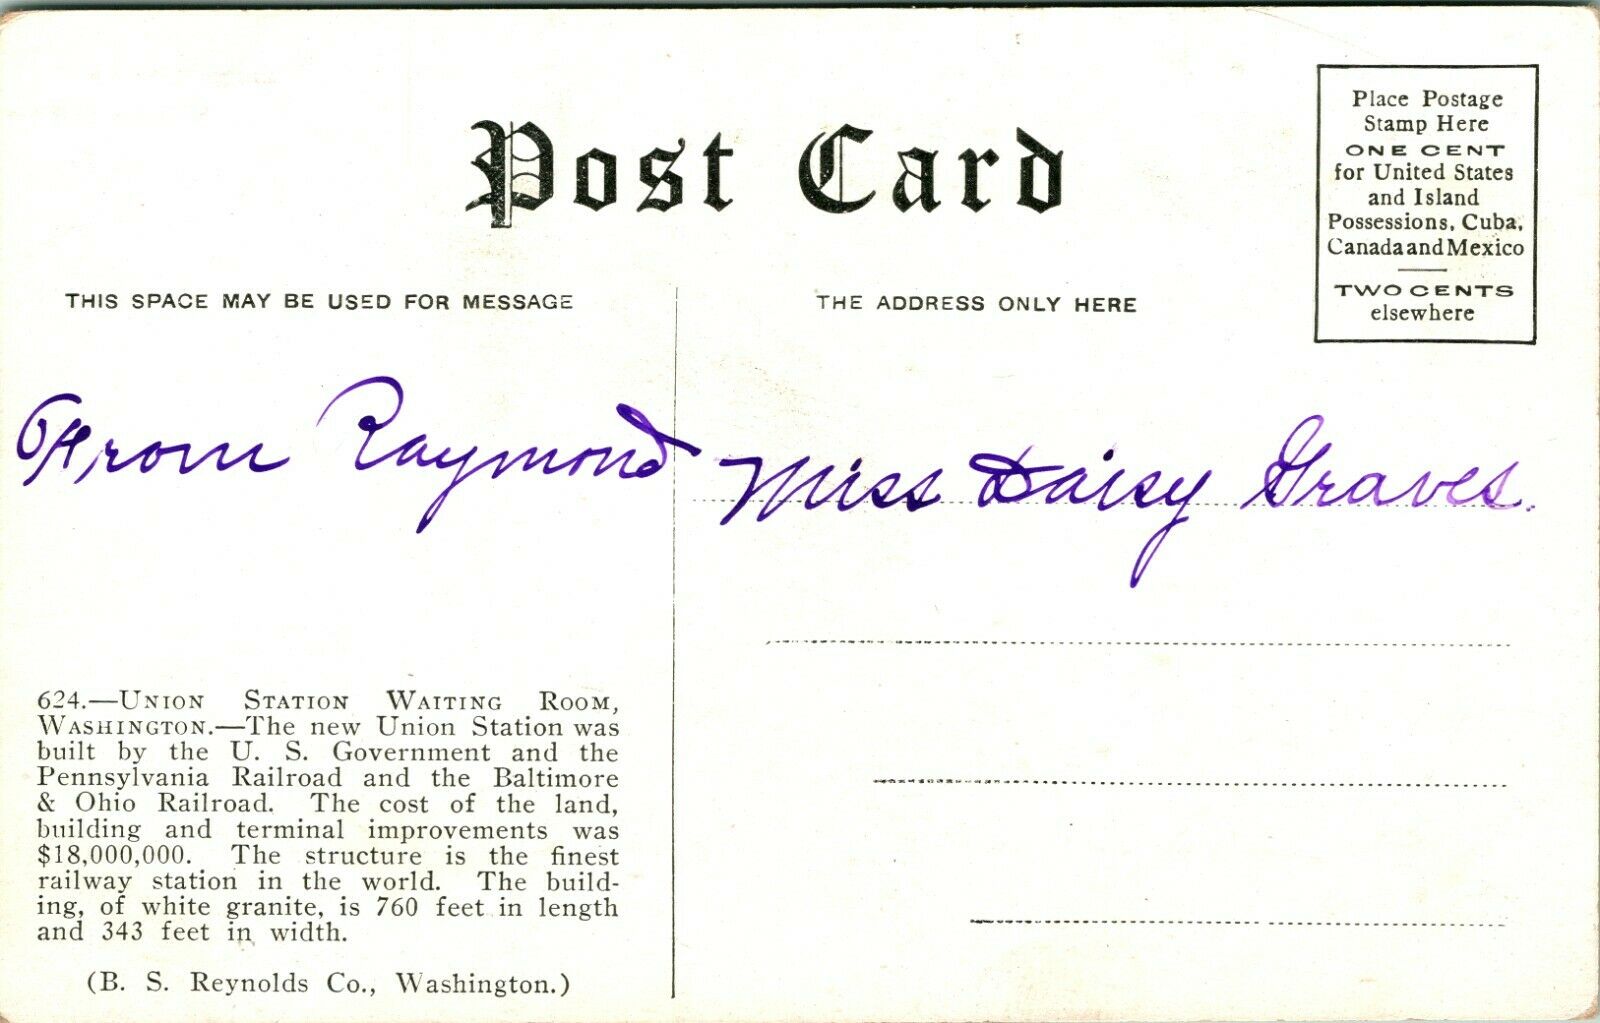 Post Card
Place Postage
Stamp Here
ONE CENT
for United States
and Island
Possessions, Cuba,
Canada and Mexico
TWO CENTS
elsewhere
THIS SPACE MAY BE USED FOR MESSAGE
THE ADDRESS ONLY HERE
From Raymond
Miss Daisy Graves.
624.—UNION STATION WAITING ROOM,
WASHINGTON.—The new Union Station was
built by the U. S. Government and the
Pennsylvania Railroad and the Baltimore
& Ohio Railroad. The cost of the land,
building and terminal improvements was
$18,000,000. The structure is the finest
railway station in the world. The build-
ing, of white granite, is 760 feet in length
and 343 feet in width.
(B. S. Reynolds Co., Washington.)